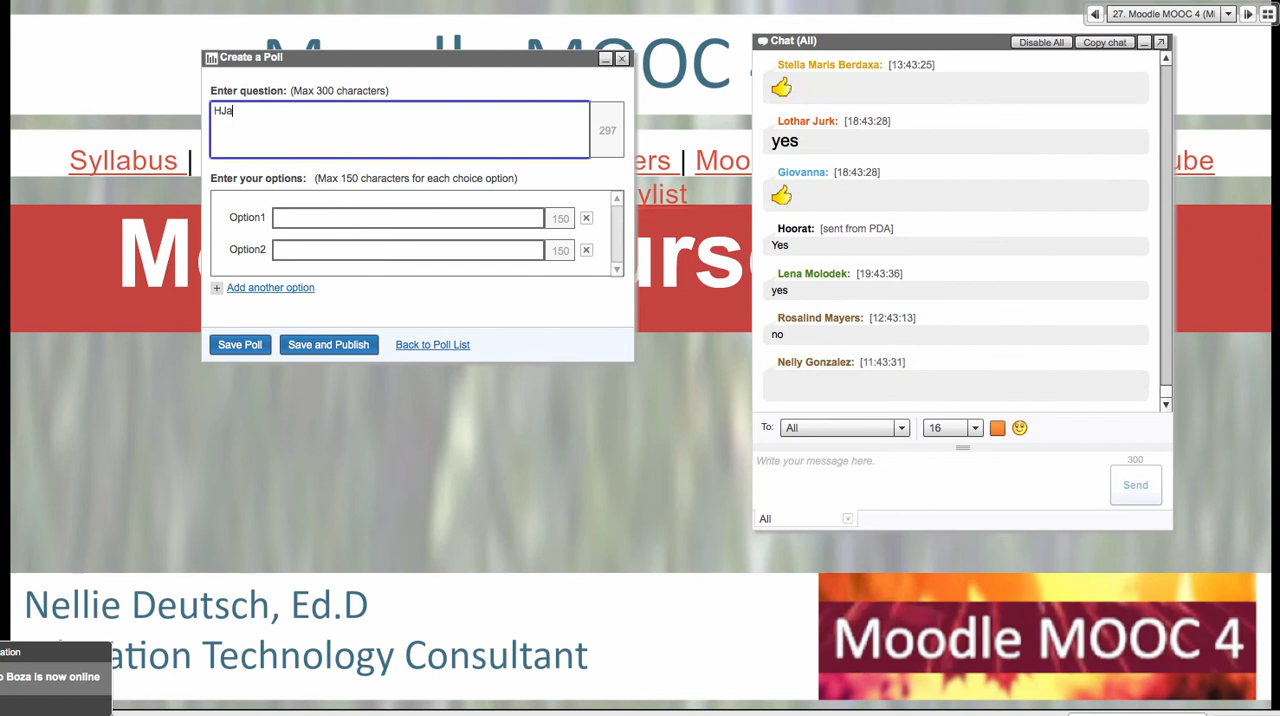 27. Moodle MOOC 4 (M
Create a Poll
Enter question: (Max 300 characters)
HJa
297
Enter your options: (Max 150 characters for each choice option)
Option1
150
Option2
150
Add another option
Save Poll
Save and Publish
Back to Poll List
Syllabus |
ers | Moo
ube
ylist
Chat (All)
Disable All
Copy chat
Stella Maris Berdaxa: [13:43:25]
Lothar Jurk: [18:43:28]
yes
Giovanna: [18:43:28]
Hoorat: [sent from PDA]
Yes
Lena Molodek: [19:43:36]
yes
Rosalind Mayers: [12:43:13]
no
Nelly Gonzalez: [11:43:31]
To:
All
16
Write your message here.
300
Send
All
Nellie Deutsch, Ed.D
ation Technology Consultant
Moodle MOOC 4
ation
o Boza is now online